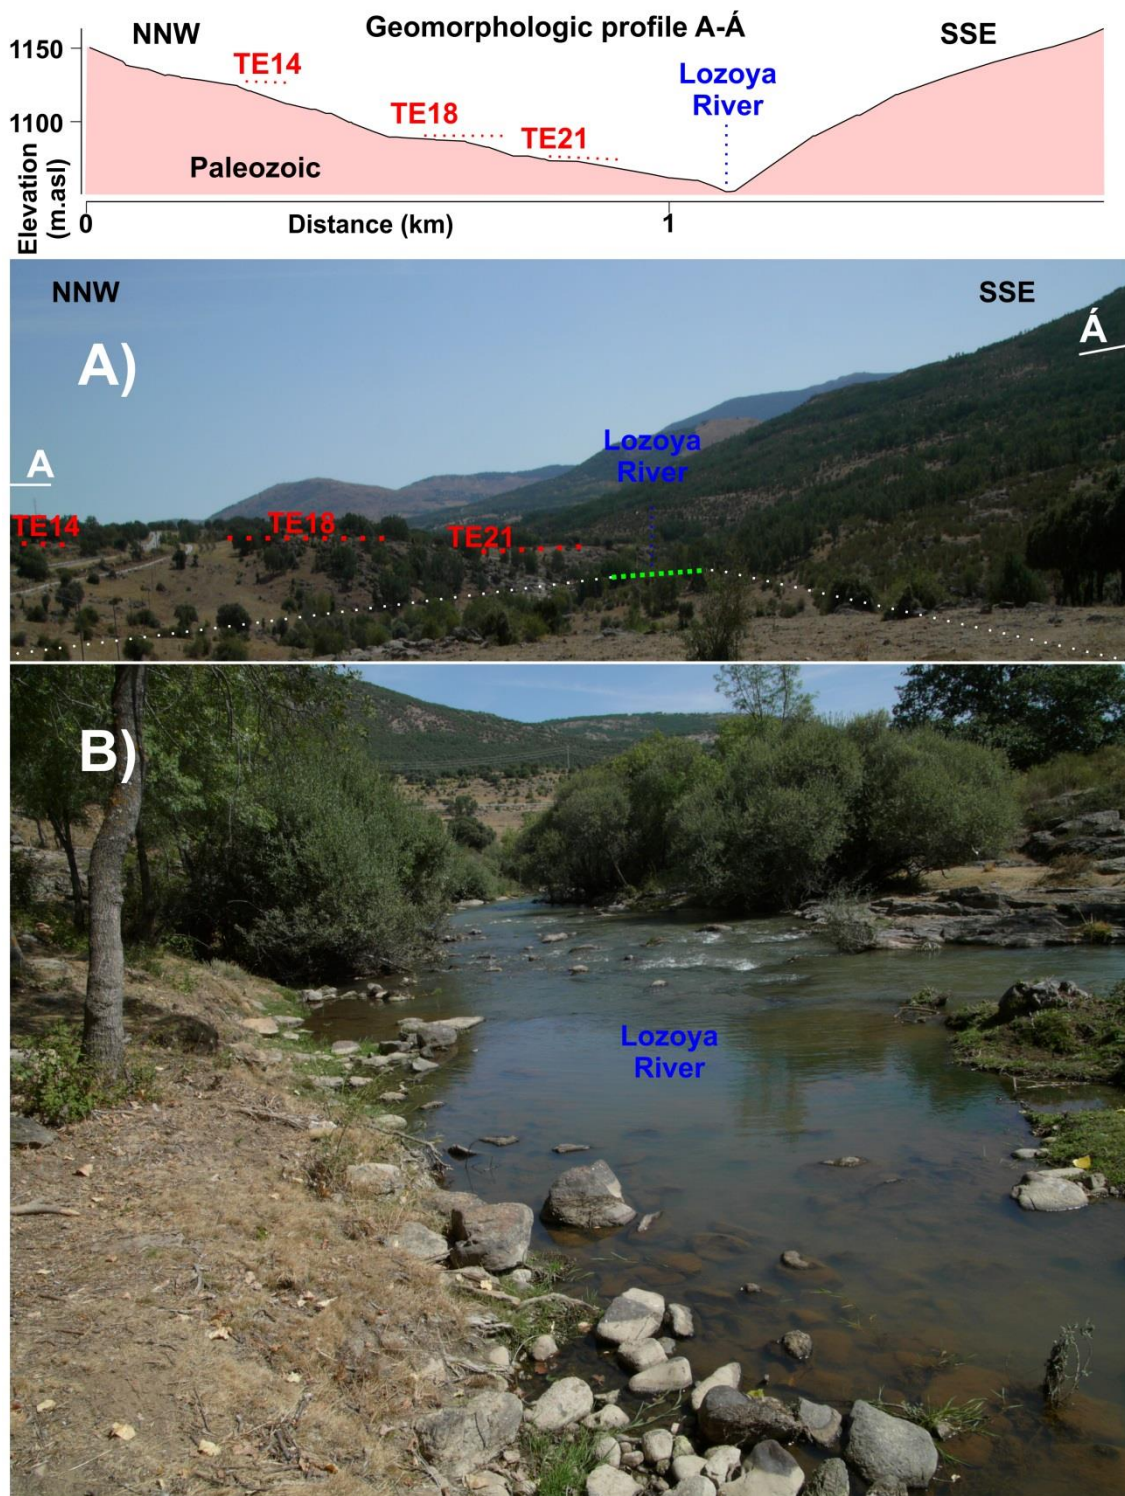 Geomorphologic profile A-Á
NNW
SSE
1150
1100
Elevation
(m.asl)
TE14
TE18
TE21
Lozoya
River
Paleozoic
0
Distance (km)
1
NNW
SSE
A)
Á
A
Lozoya
River
TE14
TE18
TE21
B)
Lozoya
River